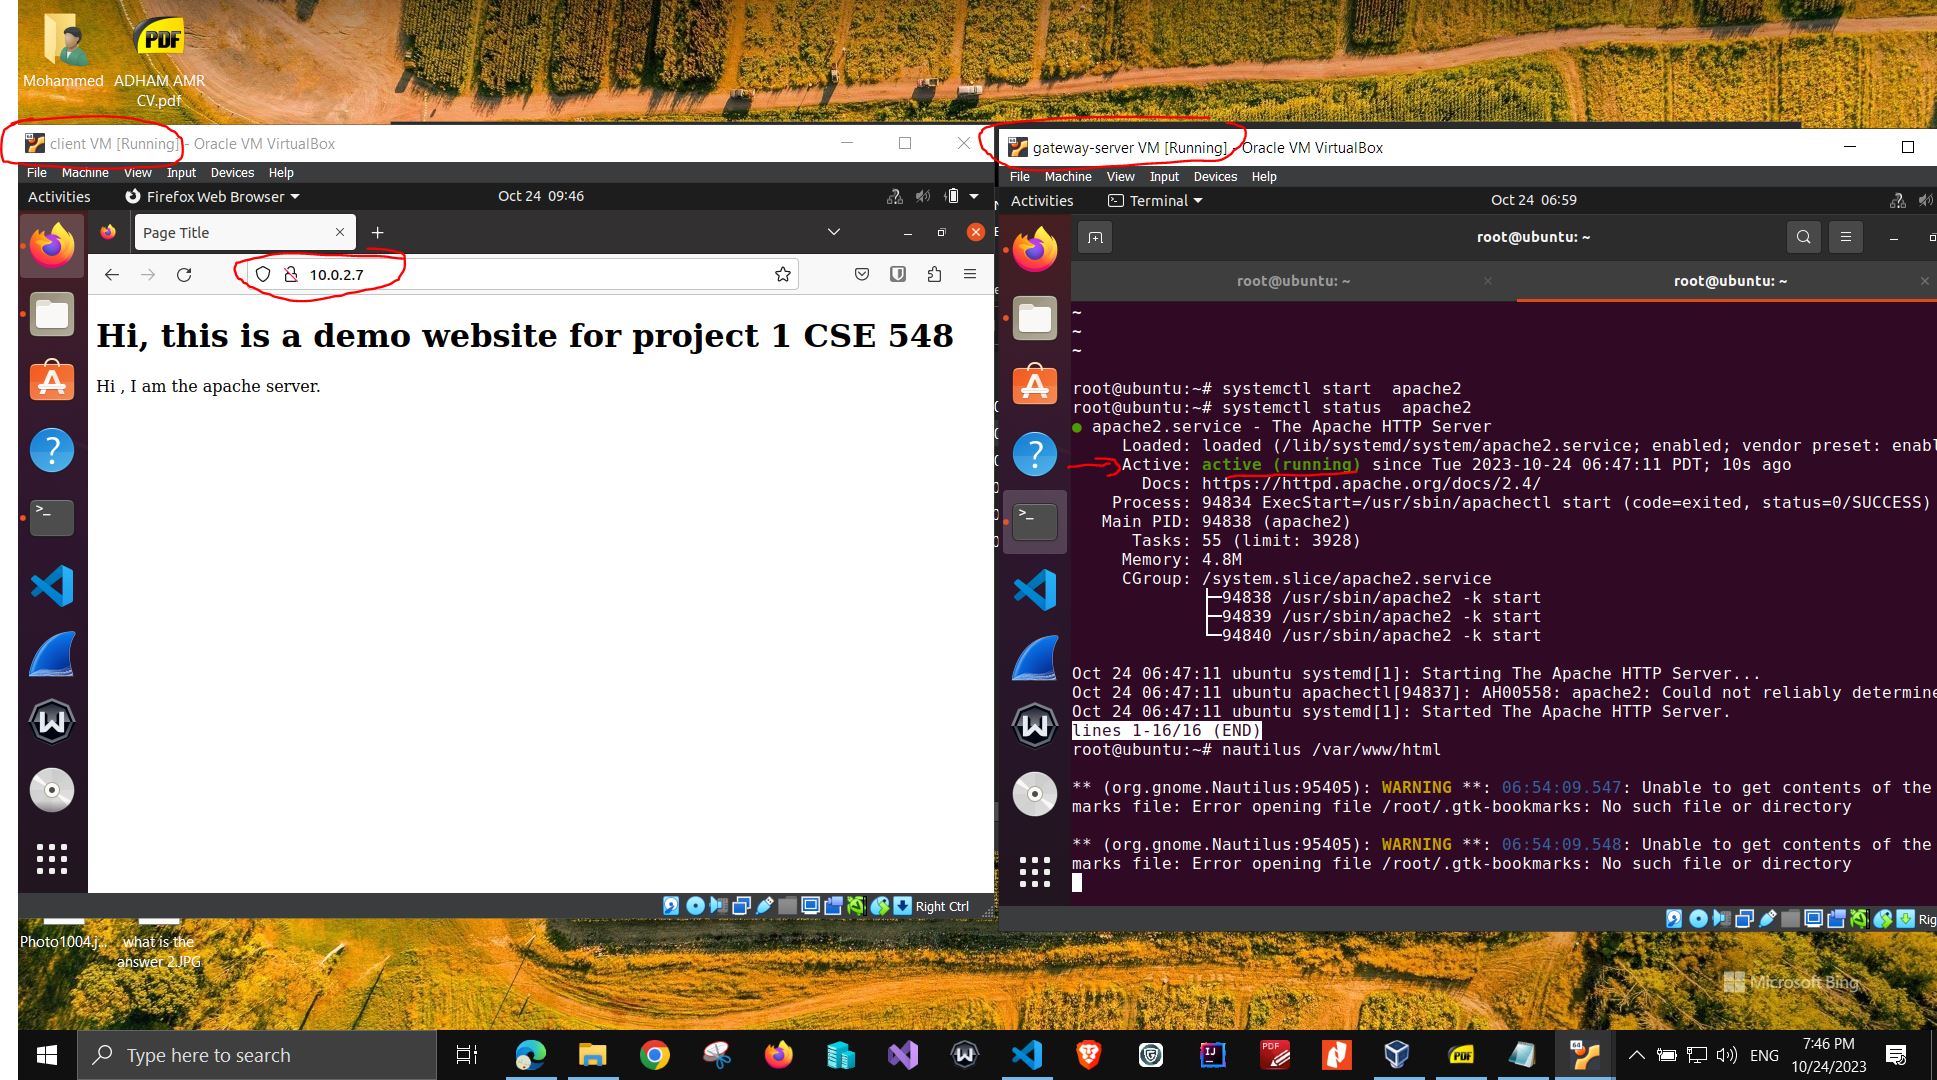 Mohammed
ADHAM AMR
CV.pdf
PDF
client VM [Running] - Oracle VM VirtualBox
File Machine View Input Devices Help
Activities Firefox Web Browser Oct 24 09:46
Page Title
10.0.2.7
Hi, this is a demo website for project 1 CSE 548
Hi , I am the apache server.
Right Ctrl
gateway-server VM [Running] - Oracle VM VirtualBox
File Machine View Input Devices Help
Activities Terminal Oct 24 06:59
root@ubuntu: ~
root@ubuntu: ~ root@ubuntu: ~
~
~
~
root@ubuntu:~# systemctl start  apache2
root@ubuntu:~# systemctl status  apache2
● apache2.service - The Apache HTTP Server
Loaded: loaded (/lib/systemd/system/apache2.service; enabled; vendor preset: enabl
Active: active (running) since Tue 2023-10-24 06:47:11 PDT; 10s ago
Docs: https://httpd.apache.org/docs/2.4/
Process: 94834 ExecStart=/usr/sbin/apachectl start (code=exited, status=0/SUCCESS)
Main PID: 94838 (apache2)
Tasks: 55 (limit: 3928)
Memory: 4.8M
CGroup: /system.slice/apache2.service
├─94838 /usr/sbin/apache2 -k start
├─94839 /usr/sbin/apache2 -k start
└─94840 /usr/sbin/apache2 -k start
Oct 24 06:47:11 ubuntu systemd[1]: Starting The Apache HTTP Server...
Oct 24 06:47:11 ubuntu apachectl[94837]: AH00558: apache2: Could not reliably determine
Oct 24 06:47:11 ubuntu systemd[1]: Started The Apache HTTP Server.
lines 1-16/16 (END)
root@ubuntu:~# nautilus /var/www/html
** (org.gnome.Nautilus:95405): WARNING **: 06:54:09.547: Unable to get contents of the
marks file: Error opening file /root/.gtk-bookmarks: No such file or directory
** (org.gnome.Nautilus:95405): WARNING **: 06:54:09.548: Unable to get contents of the
marks file: Error opening file /root/.gtk-bookmarks: No such file or directory
Rig
Photo1004.j...
what is the
answer 2.JPG
Microsoft Bing
Type here to search
ENG
7:46 PM
10/24/2023